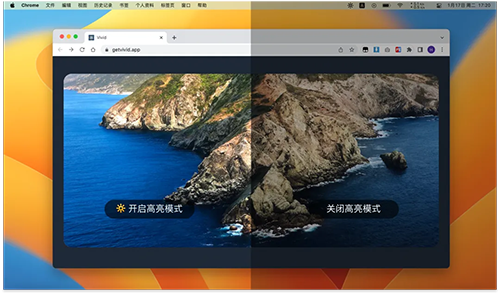 Chrome 文件 编辑 视图 历史记录 书签 个人资料 标签页 窗口 帮助
1月17日 周二 17:20
Vivid
getvivid.app
开启高亮模式
关闭高亮模式